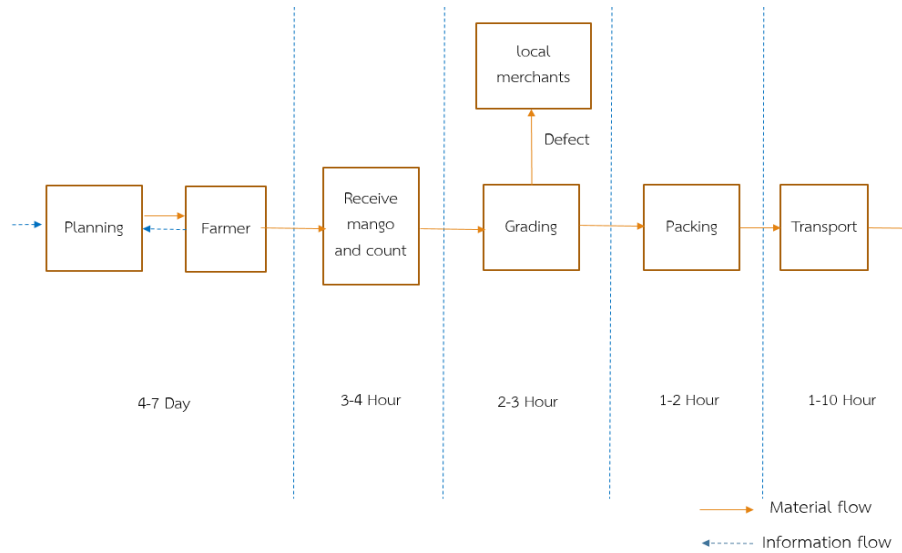 local
merchants
Defect
Planning
Farmer
Receive
mango
and count
Grading
Packing
Transport
4-7 Day
3-4 Hour
2-3 Hour
1-2 Hour
1-10 Hour
Material flow
Information flow